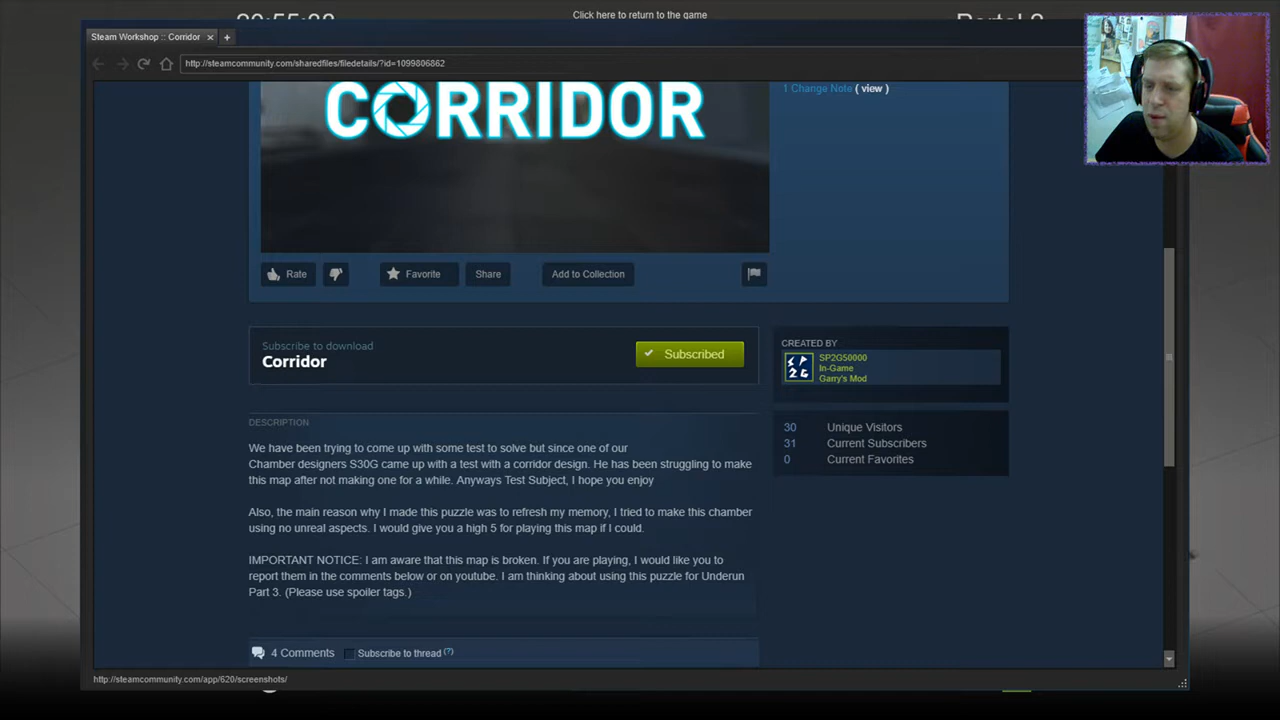 Click here to return to the game
Steam Workshop :: Corridor
http://steamcommunity.com/sharedfiles/filedetails/?id=1099806862
CORRIDOR
1 Change Note ( view )
Rate
Favorite
Share
Add to Collection
Subscribe to download
Corridor
Subscribed
CREATED BY
SP2G50000
In-Game
Garry's Mod
30 Unique Visitors
31 Current Subscribers
0 Current Favorites
DESCRIPTION
We have been trying to come up with some test to solve but since one of our
Chamber designers S30G came up with a test with a corridor design. He has been struggling to make
this map after not making one for a while. Anyways Test Subject, I hope you enjoy
Also, the main reason why I made this puzzle was to refresh my memory, I tried to make this chamber
using no unreal aspects. I would give you a high 5 for playing this map if I could.
IMPORTANT NOTICE: I am aware that this map is broken. If you are playing, I would like you to
report them in the comments below or on youtube. I am thinking about using this puzzle for Underun
Part 3. (Please use spoiler tags.)
4 Comments
Subscribe to thread (?)
http://steamcommunity.com/app/620/screenshots/